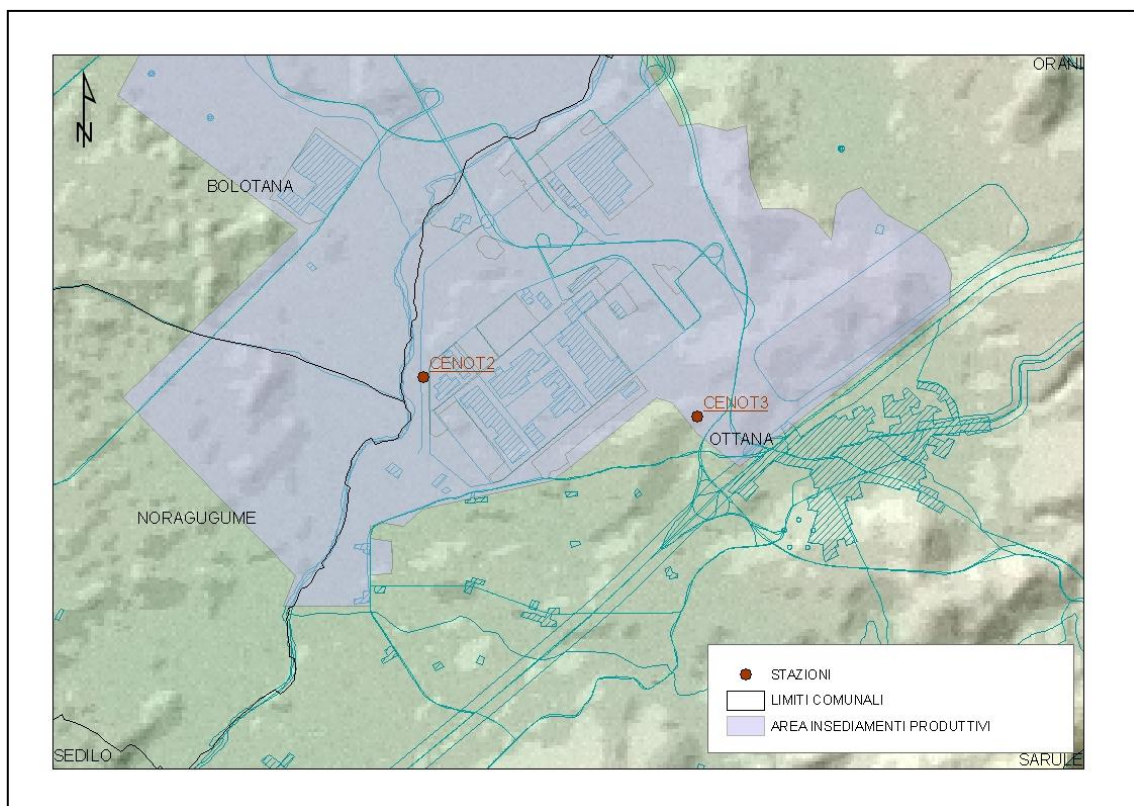 ORANI
N
BOLOTANA
CENOT2
CENOT3
OTTANA
NORAGUGUME
STAZIONI
LIMITI COMUNALI
AREA INSEDIAMENTI PRODUTTIVI
SEDILO
SARULE